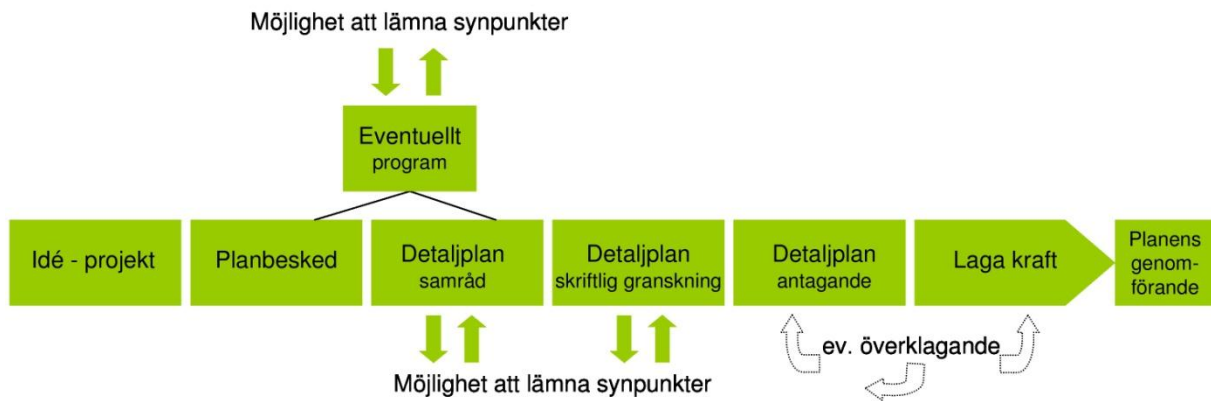 Möjlighet att lämna synpunkter
Eventuellt
program
Idé - projekt
Planbesked
Detaljplan
samråd
Detaljplan
skriftlig granskning
Detaljplan
antagande
Laga kraft
Planens
genom-
förande
ev. överklagande
Möjlighet att lämna synpunkter